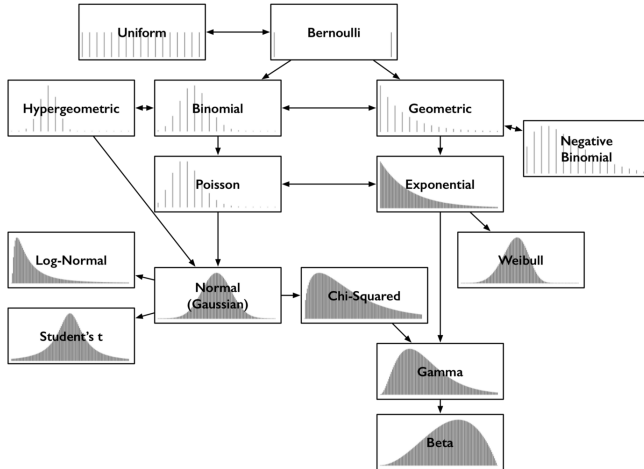 Uniform
Bernoulli
Hypergeometric
Binomial
Geometric
Negative
Binomial
Poisson
Exponential
Log-Normal
Normal
(Gaussian)
Chi-Squared
Weibull
Student's t
Gamma
Beta